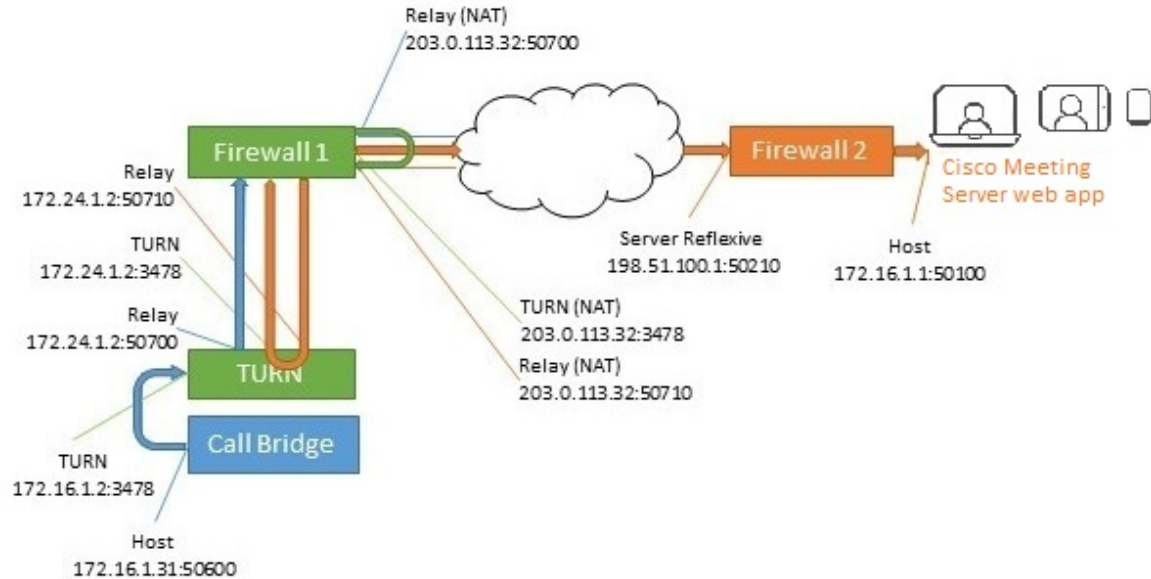 Relay (NAT)
203.0.113.32:50700
Firewall 1
Firewall 2
Cisco Meeting
Server web app
Relay
172.24.1.2:50710
TURN
172.24.1.2:3478
Relay
172.24.1.2:50700
Server Reflexive
198.51.100.1:50210
Host
172.16.1.1:50100
TURN (NAT)
203.0.113.32:3478
Relay (NAT)
203.0.113.32:50710
TURN
Call Bridge
TURN
172.16.1.2:3478
Host
172.16.1.31:50600